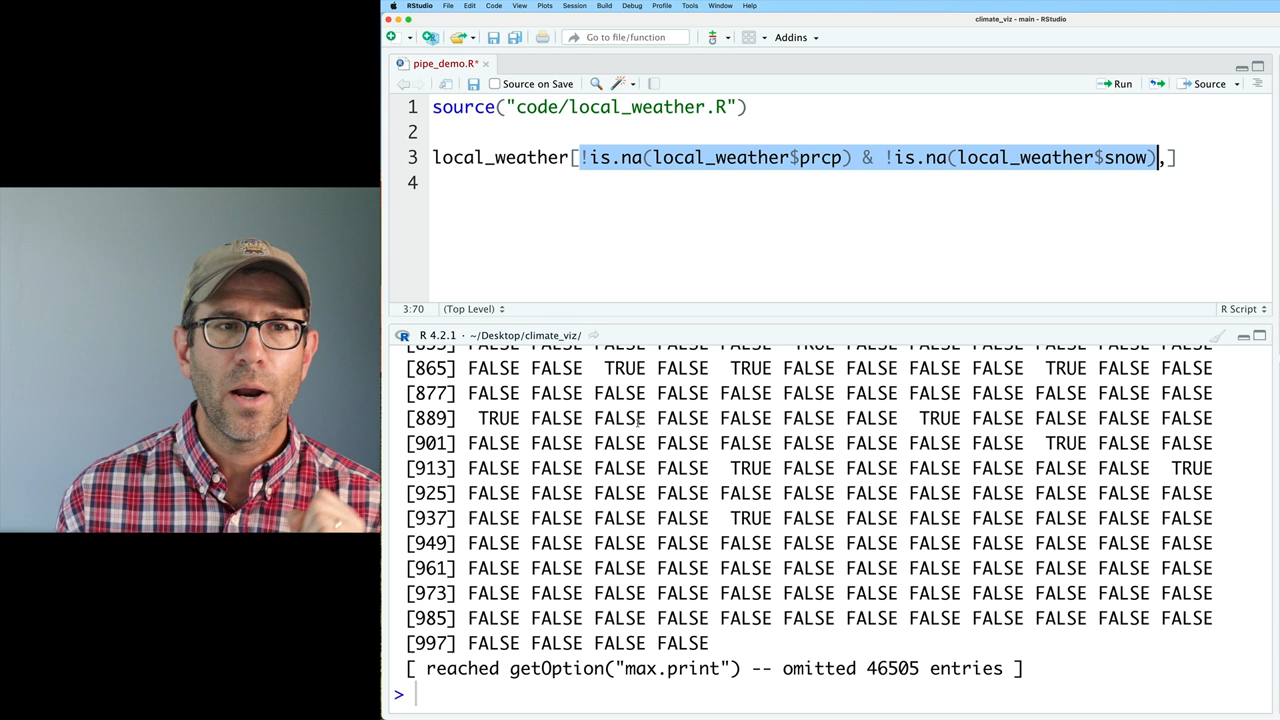 RStudio File Edit Code View Plots Session Build Debug Profile Tools Window Help
climate_viz - main - RStudio
Go to file/function Addins
pipe_demo.R*
Source on Save Run Source
1 source("code/local_weather.R")
2
3 local_weather[!is.na(local_weather$prcp) & !is.na(local_weather$snow),]
4
3:70 (Top Level) R Script
R 4.2.1 · ~/Desktop/climate_viz/
[865] FALSE FALSE TRUE FALSE TRUE FALSE FALSE FALSE FALSE TRUE FALSE FALSE
[877] FALSE FALSE FALSE FALSE FALSE FALSE FALSE FALSE FALSE FALSE FALSE FALSE
[889] TRUE FALSE FALSE FALSE FALSE FALSE FALSE TRUE FALSE FALSE FALSE FALSE
[901] FALSE FALSE FALSE FALSE FALSE FALSE FALSE FALSE FALSE TRUE FALSE FALSE
[913] FALSE FALSE FALSE FALSE TRUE FALSE FALSE FALSE FALSE FALSE FALSE TRUE
[925] FALSE FALSE FALSE FALSE FALSE FALSE FALSE FALSE FALSE FALSE FALSE FALSE
[937] FALSE FALSE FALSE FALSE TRUE FALSE FALSE FALSE FALSE FALSE FALSE FALSE
[949] FALSE FALSE FALSE FALSE FALSE FALSE FALSE FALSE FALSE FALSE FALSE FALSE
[961] FALSE FALSE FALSE FALSE FALSE FALSE FALSE FALSE FALSE FALSE FALSE FALSE
[973] FALSE FALSE FALSE FALSE FALSE FALSE FALSE FALSE FALSE FALSE FALSE FALSE
[985] FALSE FALSE FALSE FALSE FALSE FALSE FALSE FALSE FALSE FALSE FALSE FALSE
[997] FALSE FALSE FALSE FALSE
[ reached getOption("max.print") -- omitted 46505 entries ]
>